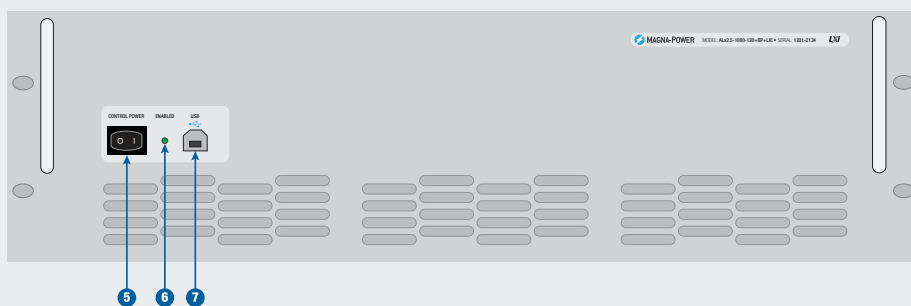 MAGNA-POWER MODEL: ALx2.5-1000-120+BP+LXI • SERIAL: 1201-2134 LXI
CONTROL POWER ENABLED USB
O I
5 6 7